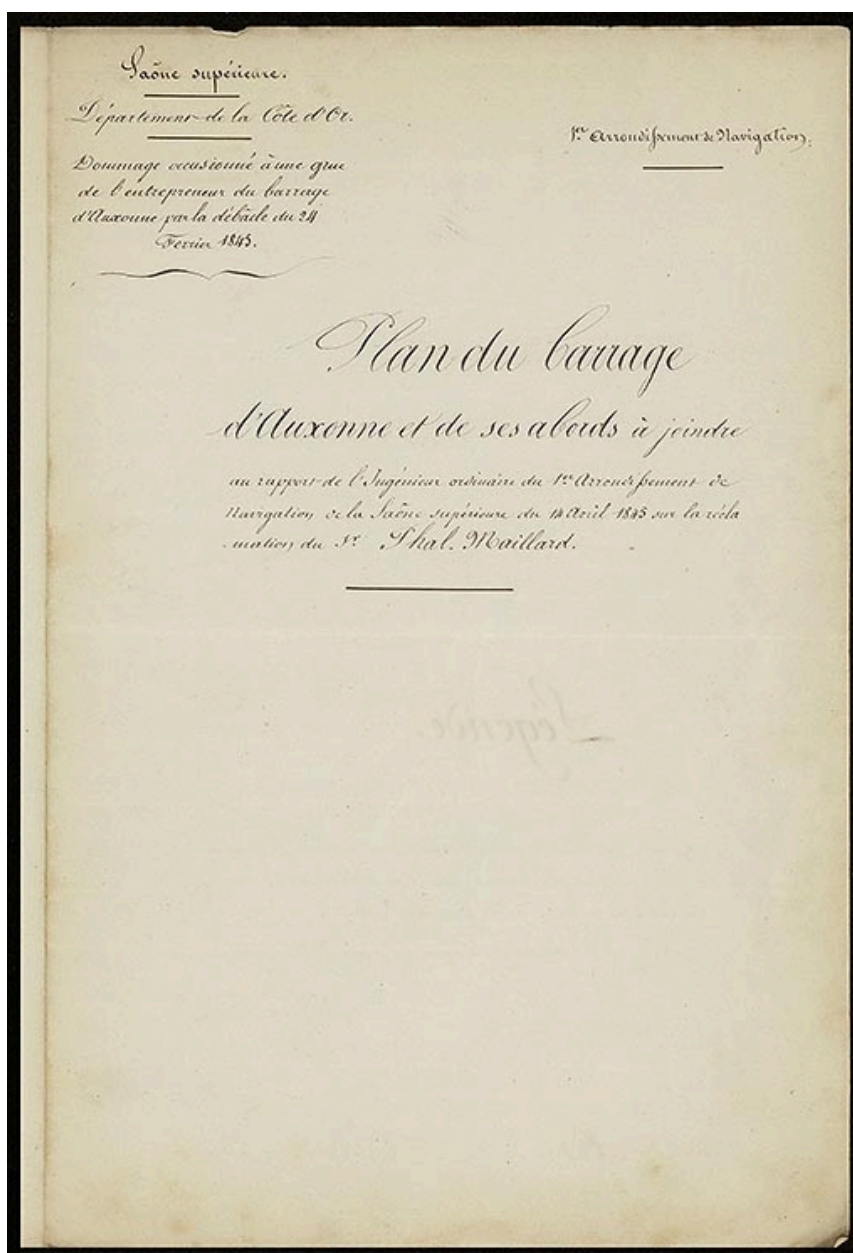 Saône supérieure.
Département de la Côte d'Or.
Dommage occasionné à une grue
de l'entrepreneur du barrage
d'Auxonne par la débâcle du 24
Fevrier 1845.
1er Arrondissement de Navigation.
Plan du barrage
d'Auxonne et de ses abords à joindre
au rapport de l'Ingénieur ordinaire du 1er Arrondissement de
Navigation de la Saône supérieure du 14 Avril 1845 sur la récla
mation du Sr Phal. Maillard.
Légende.